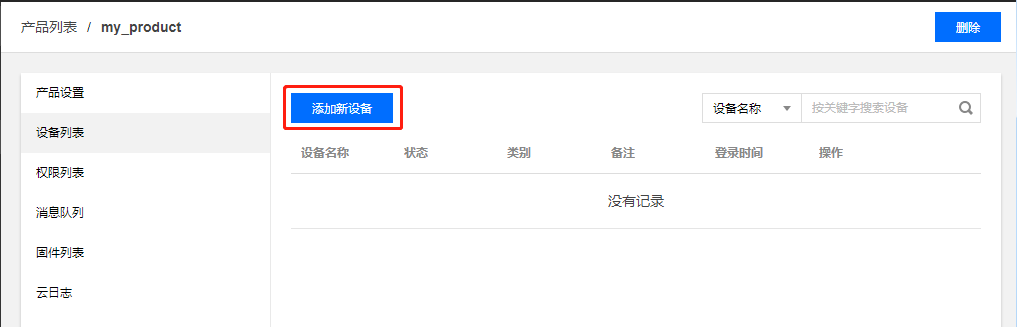 产品列表 / my_product
删除
产品设置
设备列表
权限列表
消息队列
固件列表
云日志
添加新设备
设备名称
按关键字搜索设备
设备名称 状态 类别 备注 登录时间 操作
没有记录